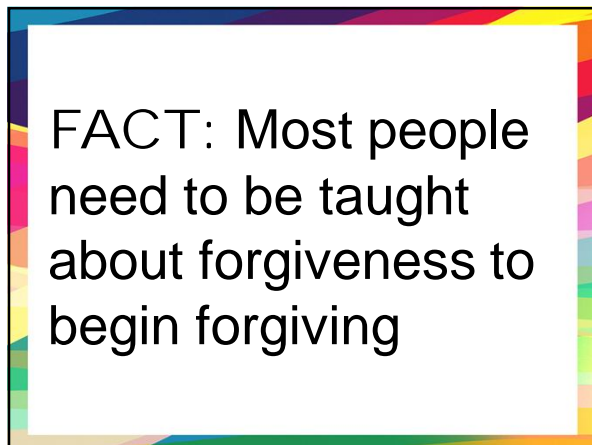 FACT: Most people
need to be taught
about forgiveness to
begin forgiving